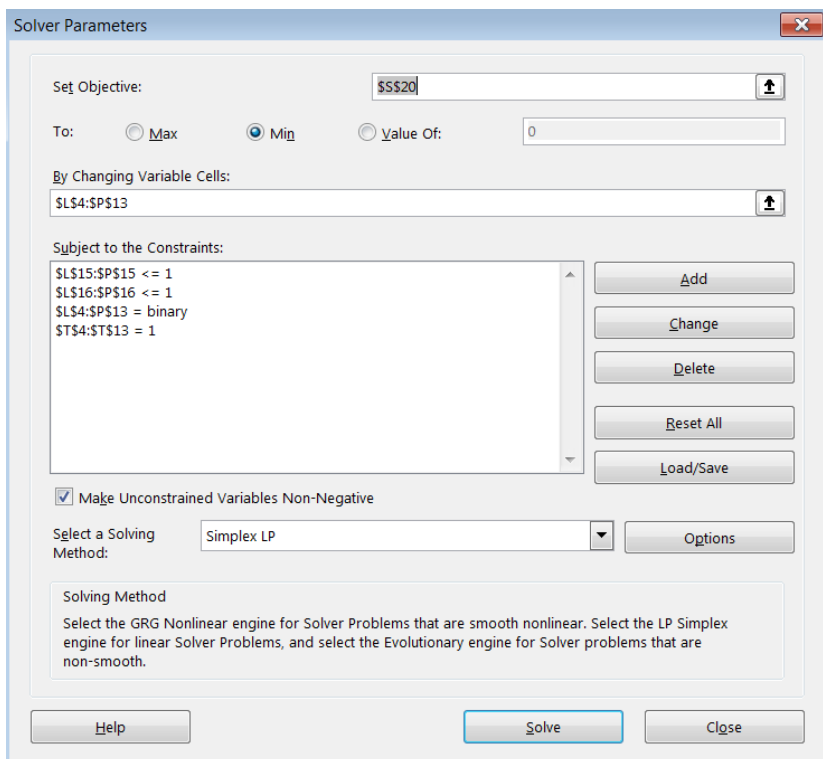 Solver Parameters
Set Objective:
$S$20
To:
Max
Min
Value Of:
0
By Changing Variable Cells:
$L$4:$P$13
Subject to the Constraints:
$L$15:$P$15 <= 1
$L$16:$P$16 <= 1
$L$4:$P$13 = binary
$T$4:$T$13 = 1
Add
Change
Delete
Reset All
Load/Save
Make Unconstrained Variables Non-Negative
Select a Solving
Method:
Simplex LP
Options
Solving Method
Select the GRG Nonlinear engine for Solver Problems that are smooth nonlinear. Select the LP Simplex
engine for linear Solver Problems, and select the Evolutionary engine for Solver problems that are
non-smooth.
Help
Solve
Close